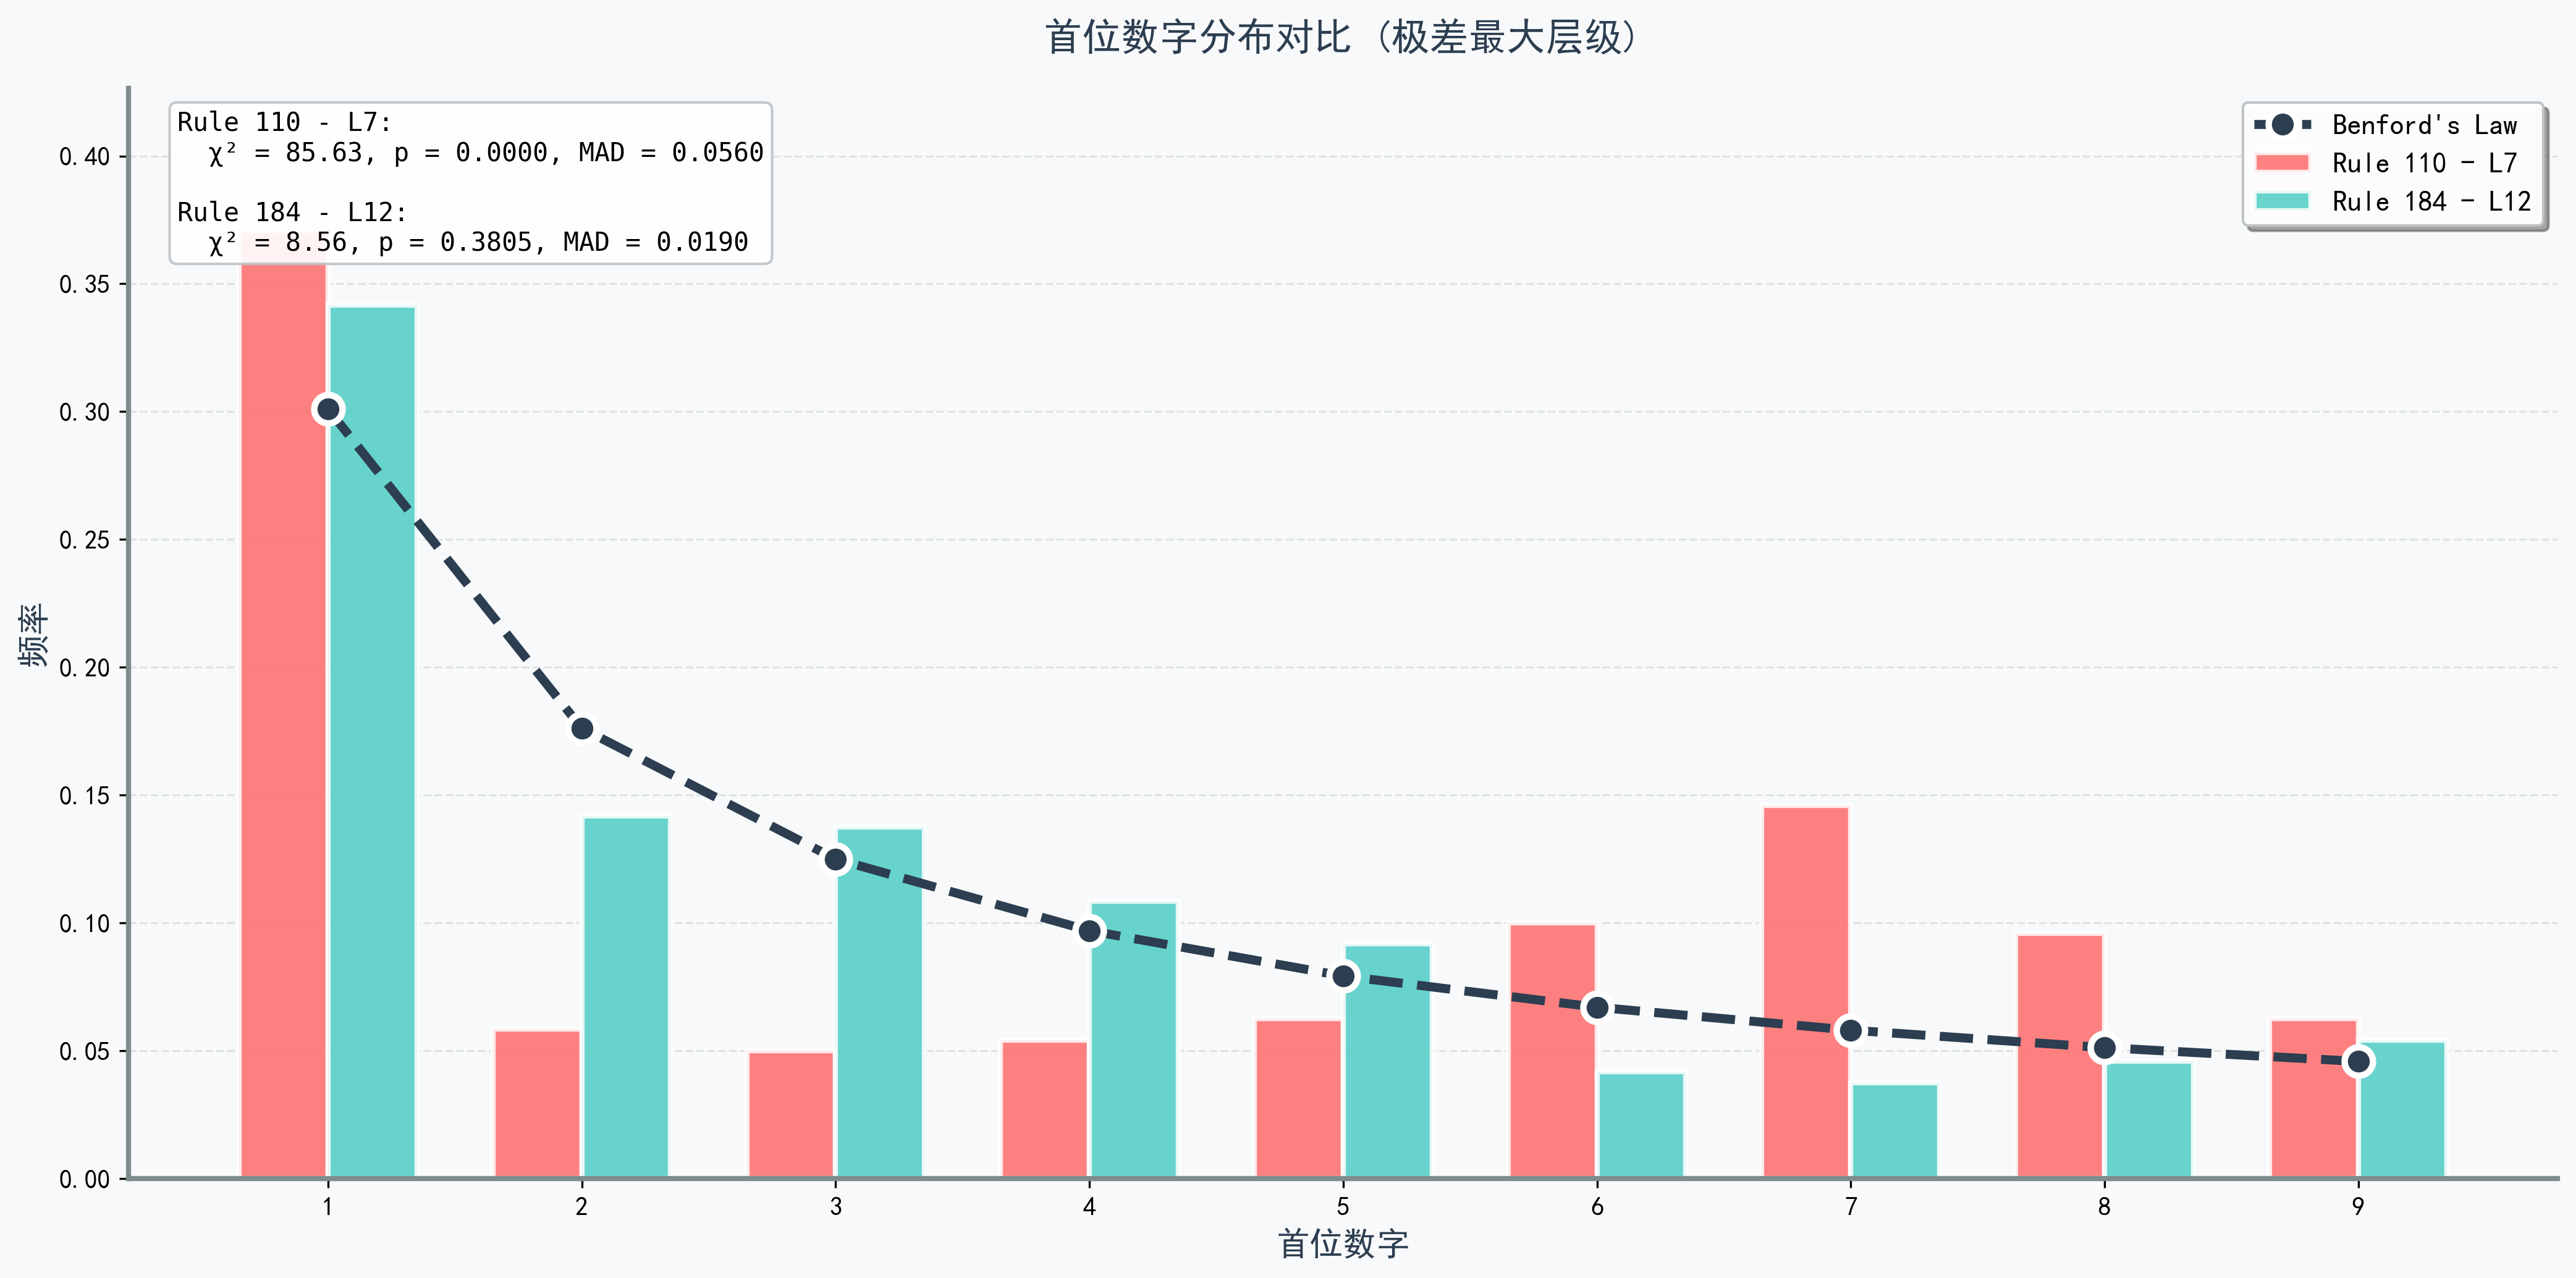 首位数字分布对比（极差最大层级）
Rule 110 - L7:
χ² = 85.63, p = 0.0000, MAD = 0.0560
Rule 184 - L12:
χ² = 8.56, p = 0.3805, MAD = 0.0190
Benford's Law
Rule 110 - L7
Rule 184 - L12
频率
0.40
0.35
0.30
0.25
0.20
0.15
0.10
0.05
0.00
1 2 3 4 5 6 7 8 9
首位数字